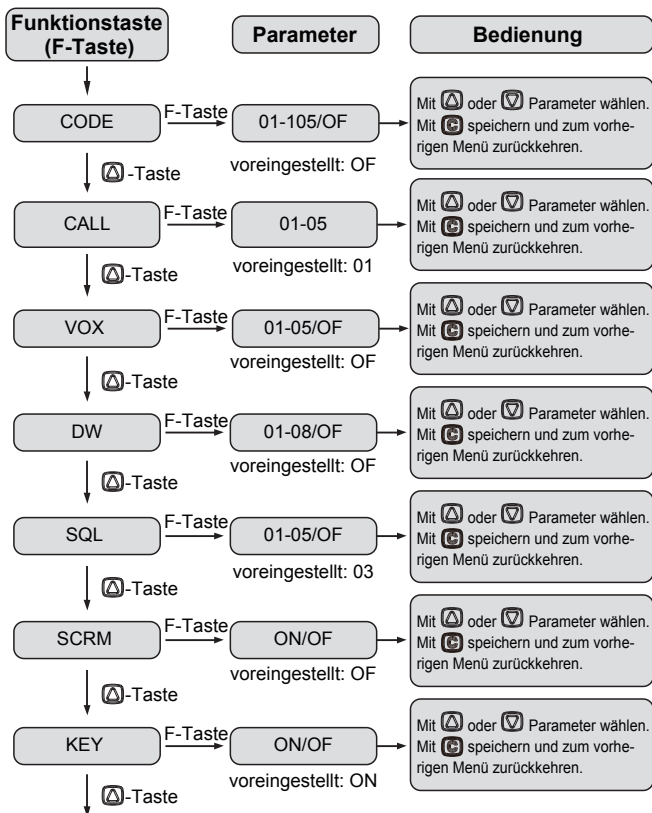 Funktionstaste
(F-Taste)
Parameter
Bedienung
CODE
F-Taste
01-105/OF
voreingestellt: OF
Mit oder Parameter wählen.
Mit C speichern und zum vorhe-
rigen Menü zurückkehren.
-Taste
CALL
F-Taste
01-05
voreingestellt: 01
Mit oder Parameter wählen.
Mit C speichern und zum vorhe-
rigen Menü zurückkehren.
-Taste
VOX
F-Taste
01-05/OF
voreingestellt: OF
Mit oder Parameter wählen.
Mit C speichern und zum vorhe-
rigen Menü zurückkehren.
-Taste
DW
F-Taste
01-08/OF
voreingestellt: OF
Mit oder Parameter wählen.
Mit C speichern und zum vorhe-
rigen Menü zurückkehren.
-Taste
SQL
F-Taste
01-05/OF
voreingestellt: 03
Mit oder Parameter wählen.
Mit C speichern und zum vorhe-
rigen Menü zurückkehren.
-Taste
SCRM
F-Taste
ON/OF
voreingestellt: OF
Mit oder Parameter wählen.
Mit C speichern und zum vorhe-
rigen Menü zurückkehren.
-Taste
KEY
F-Taste
ON/OF
voreingestellt: ON
Mit oder Parameter wählen.
Mit C speichern und zum vorhe-
rigen Menü zurückkehren.
-Taste